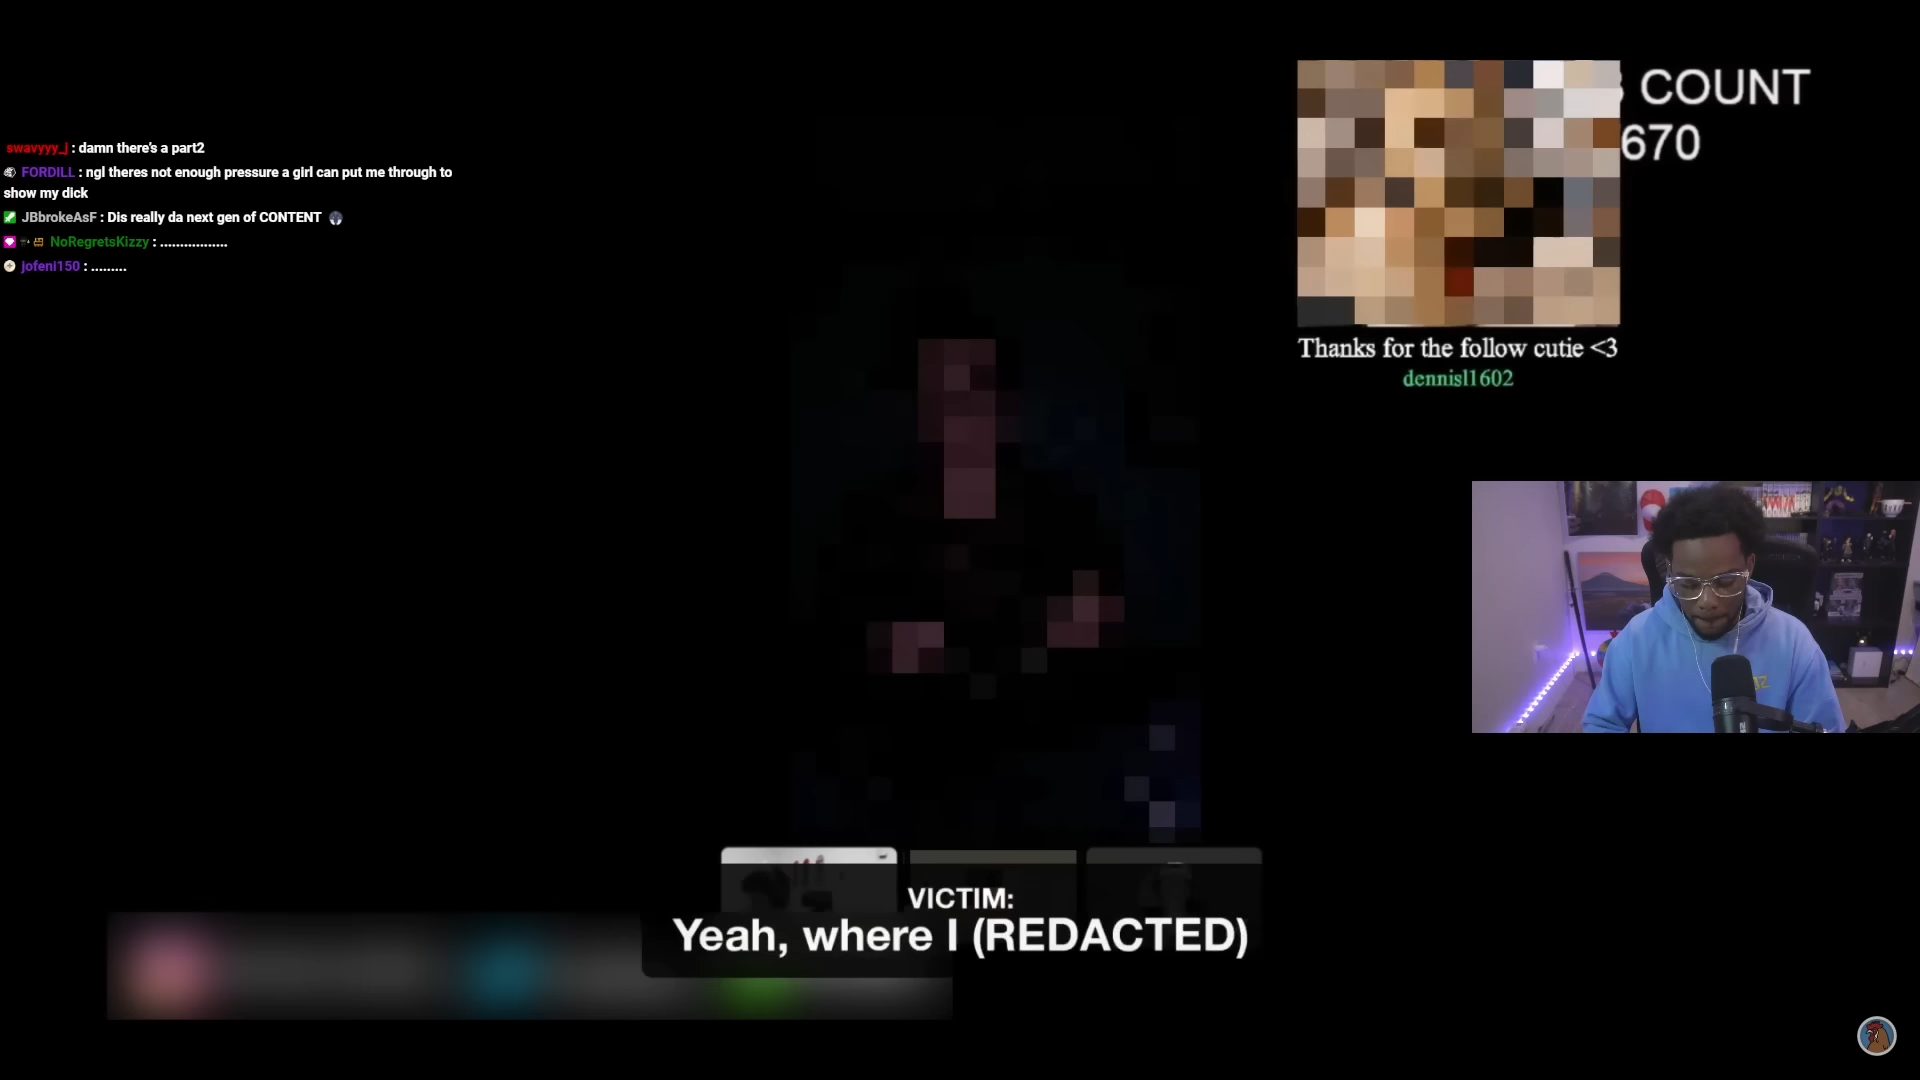 swavyyy_j : damn there's a part2
FORDILL : ngl theres not enough pressure a girl can put me through to
show my dick
JBbrokeAsF : Dis really da next gen of CONTENT
NoRegretsKizzy : .................
jofeni150 : .........
COUNT
670
Thanks for the follow cutie <3
dennisl1602
VICTIM:
Yeah, where I (REDACTED)